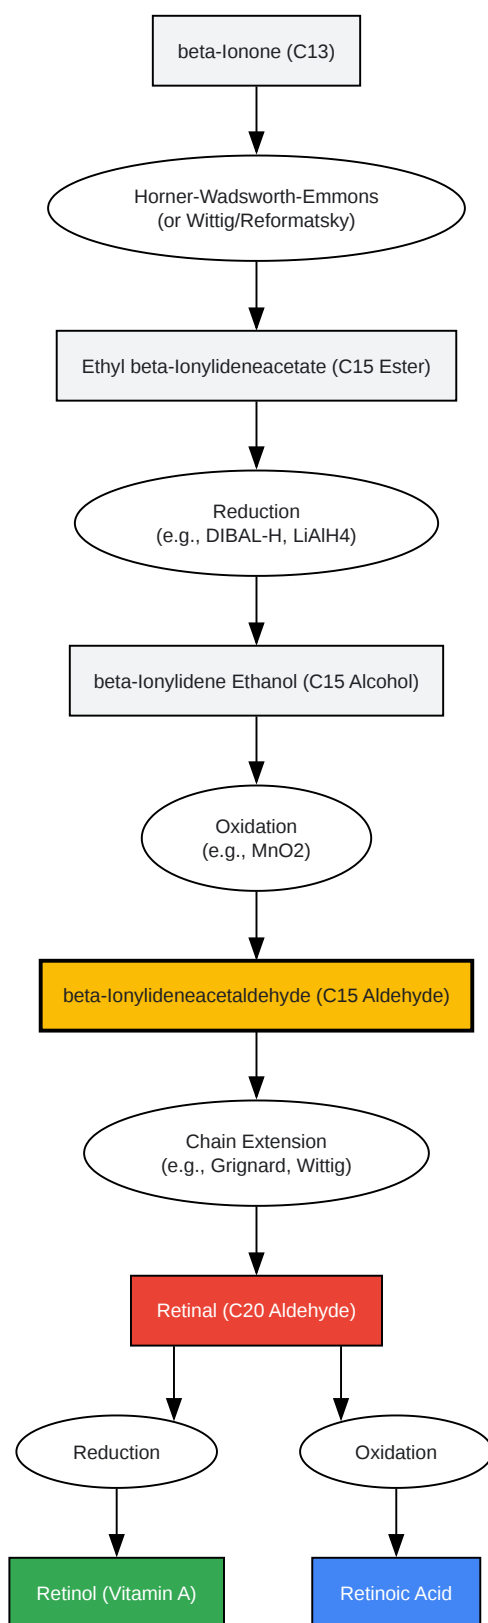 beta-Ionone (C13)
Horner-Wadsworth-Emmons
(or Wittig/Reformatsky)
Ethyl beta-Ionylideneacetate (C15 Ester)
Reduction
(e.g., DIBAL-H, LiAlH4)
beta-Ionylidene Ethanol (C15 Alcohol)
Oxidation
(e.g., MnO2)
beta-Ionylideneacetaldehyde (C15 Aldehyde)
Chain Extension
(e.g., Grignard, Wittig)
Retinal (C20 Aldehyde)
Reduction
Oxidation
Retinol (Vitamin A)
Retinoic Acid